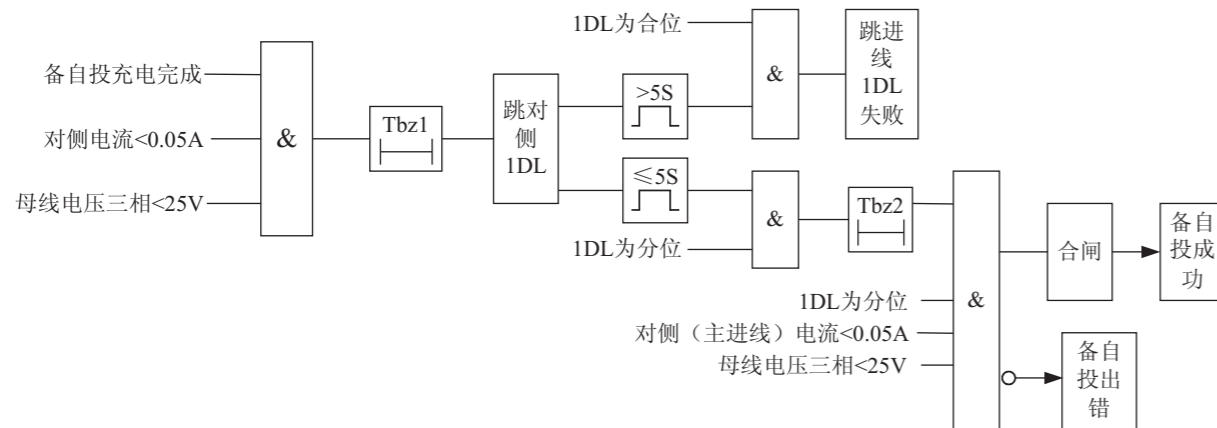 备自投充电完成
对侧电流<0.05A
母线电压三相<25V
&
Tbz1
跳对
侧
1DL
>5S
≤5S
1DL为合位
&
跳进
线
1DL
失败
1DL为分位
&
Tbz2
1DL为分位
对侧（主进线）电流<0.05A
母线电压三相<25V
&
合闸
备自
投成
功
备自
投出
错